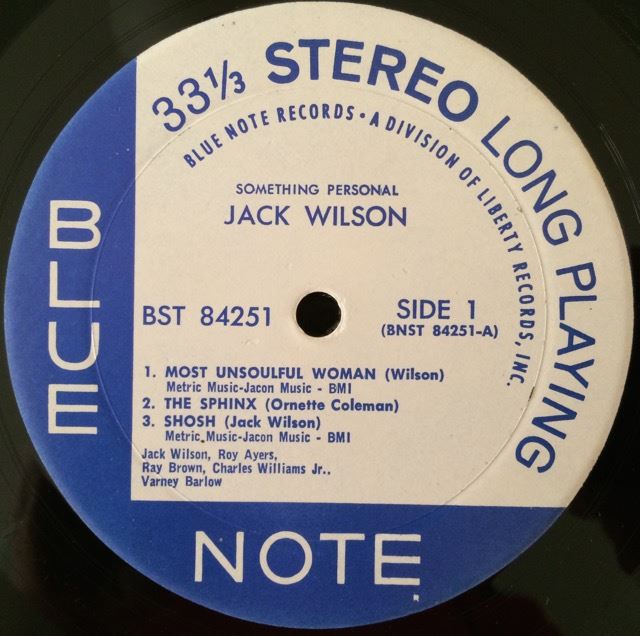 33⅓ STEREO LONG PLAYING
BLUE NOTE RECORDS • A DIVISION OF LIBERTY RECORDS, INC.
SOMETHING PERSONAL
JACK WILSON
BST 84251
SIDE 1
(BNST 84251-A)
1. MOST UNSOULFUL WOMAN (Wilson)
Metric Music-Jacon Music - BMI
2. THE SPHINX (Ornette Coleman)
3. SHOSH (Jack Wilson)
Metric Music-Jacon Music - BMI
Jack Wilson, Roy Ayers,
Ray Brown, Charles Williams Jr.,
Varney Barlow
BLUE
NOTE